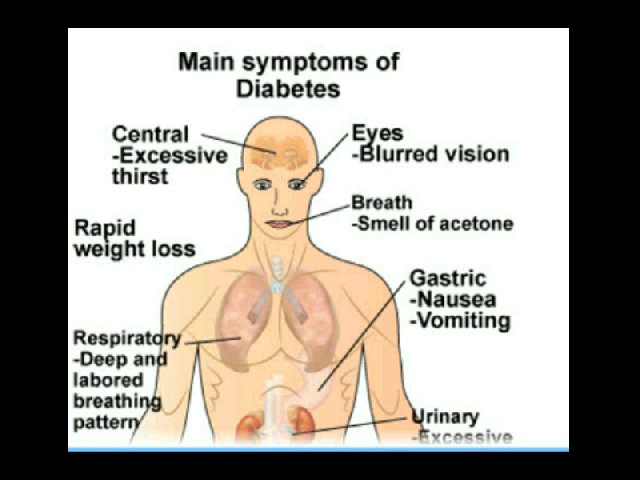 Main symptoms of
Diabetes
Central
-Excessive
thirst
Eyes
-Blurred vision
Breath
-Smell of acetone
Rapid
weight loss
Gastric
-Nausea
-Vomiting
Respiratory
-Deep and
labored
breathing
pattern
Urinary
-Excessive